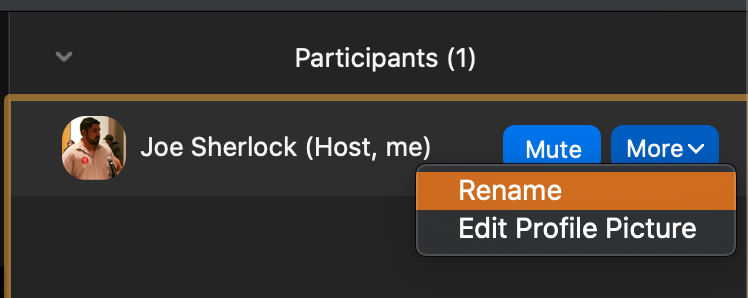 Participants (1)
Joe Sherlock (Host, me) Mute More
Rename
Edit Profile Picture